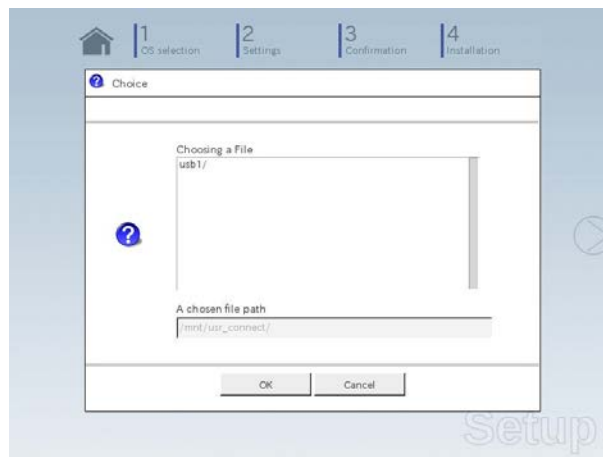 1
OS selection
2
Settings
3
Confirmation
4
Installation
Choice
Choosing a File
usb1/
A chosen file path
/mnt/usr_connect/
OK
Cancel
Setup